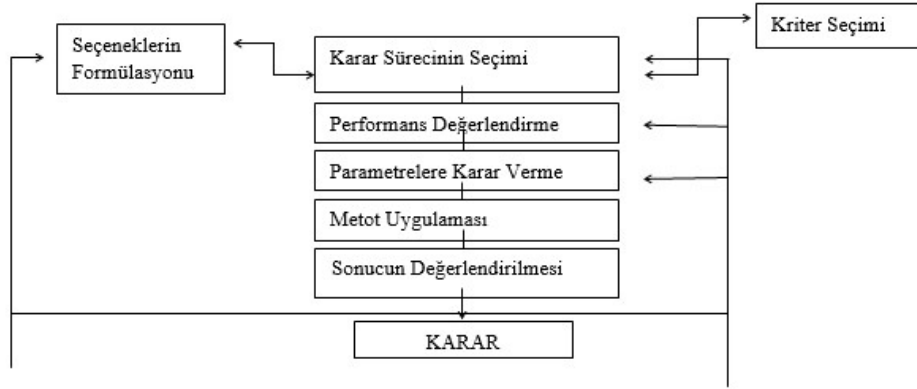 Kriter Seçimi
Seçeneklerin
Formülasyonu
Karar Sürecinin Seçimi
Performans Değerlendirme
Parametrelere Karar Verme
Metot Uygulaması
Sonucun Değerlendirilmesi
KARAR